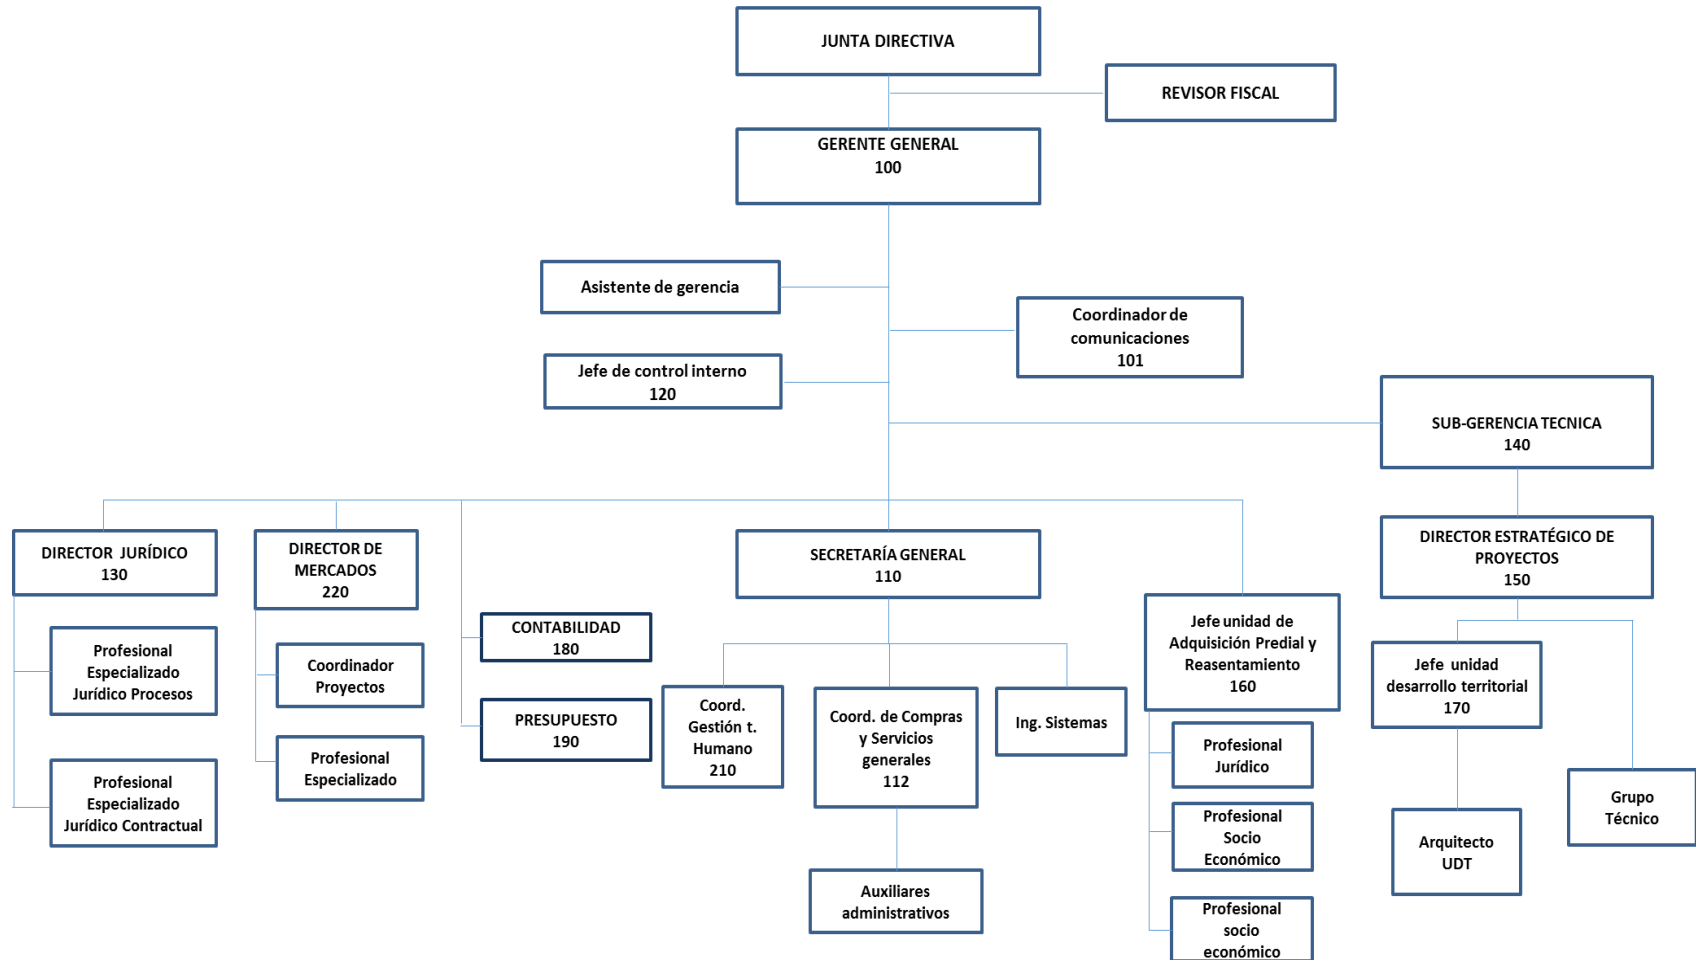 JUNTA DIRECTIVA
REVISOR FISCAL
GERENTE GENERAL
100
Asistente de gerencia
Coordinador de
comunicaciones
101
Jefe de control interno
120
SUB-GERENCIA TECNICA
140
DIRECTOR JURÍDICO
130
DIRECTOR DE
MERCADOS
220
SECRETARÍA GENERAL
110
DIRECTOR ESTRATÉGICO DE
PROYECTOS
150
Profesional
Especializado
Jurídico Procesos
Profesional
Especializado
Jurídico Contractual
Coordinador
Proyectos
Profesional
Especializado
CONTABILIDAD
180
PRESUPUESTO
190
Coord.
Gestión t.
Humano
210
Coord. de Compras
y Servicios
generales
112
Ing. Sistemas
Auxiliares
administrativos
Jefe unidad de
Adquisición Predial y
Reasentamiento
160
Profesional
Jurídico
Profesional
Socio
Económico
Profesional
socio
económico
Jefe unidad
desarrollo territorial
170
Arquitecto
UDT
Grupo
Técnico